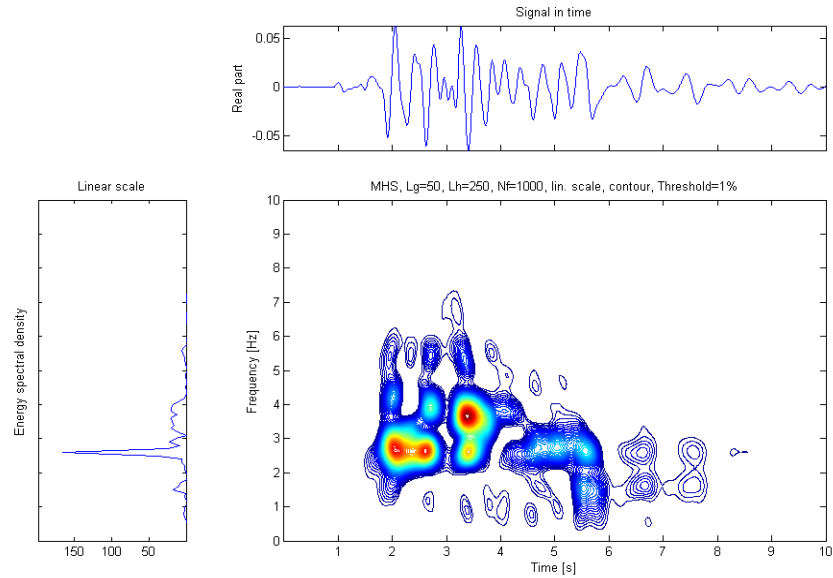 Signal in time
Real part
0.05
0
-0.05
Linear scale
Energy spectral density
150 100 50
MHS, Lg=50, Lh=250, Nf=1000, lin. scale, contour, Threshold=1%
Frequency [Hz]
10
9
8
7
6
5
4
3
2
1
0
1 2 3 4 5 6 7 8 9 10
Time [s]